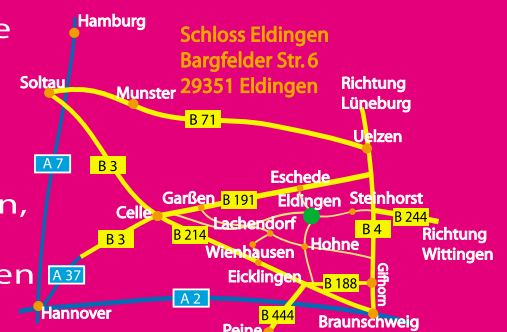 e
Hamburg
Schloss Eldingen
Bargfelder Str. 6
29351 Eldingen
Soltau
Munster
Richtung
Lüneburg
B 71
Uelzen
A 7
B 3
Eschede
Garßen
B 191
Eldingen
Steinhorst
n,
Celle
B 244
Lachendorf
B 4
B 214
B 3
Hohne
Richtung
Wittingen
Wienhausen
en
A 37
Eicklingen
B 188
Gifhorn
A 2
Hannover
B 444
Braunschweig
Peine